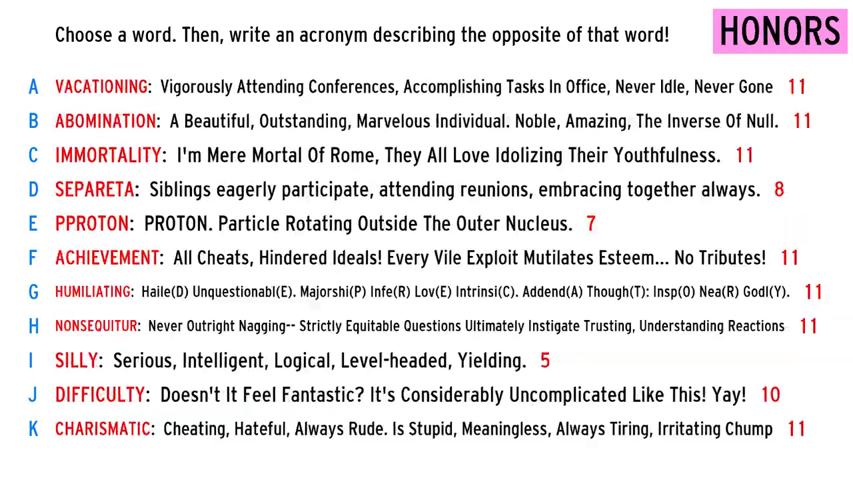 Choose a word. Then, write an acronym describing the opposite of that word!
HONORS
A VACATIONING: Vigorously Attending Conferences, Accomplishing Tasks In Office, Never Idle, Never Gone 11
B ABOMINATION: A Beautiful, Outstanding, Marvelous Individual. Noble, Amazing, The Inverse Of Null. 11
C IMMORTALITY: I'm Mere Mortal Of Rome, They All Love Idolizing Their Youthfulness. 11
D SEPARETA: Siblings eagerly participate, attending reunions, embracing together always. 8
E PPROTON: PROTON. Particle Rotating Outside The Outer Nucleus. 7
F ACHIEVEMENT: All Cheats, Hindered Ideals! Every Vile Exploit Mutilates Esteem... No Tributes! 11
G HUMILIATING: Haile(D) Unquestionabl(E). Majorshi(P) Infe(R) Lov(E) Intrinsi(C). Addend(A) Though(T): Insp(O) Nea(R) Godl(Y). 11
H NONSEQUITUR: Never Outright Nagging-- Strictly Equitable Questions Ultimately Instigate Trusting, Understanding Reactions 11
I SILLY: Serious, Intelligent, Logical, Level-headed, Yielding. 5
J DIFFICULTY: Doesn't It Feel Fantastic? It's Considerably Uncomplicated Like This! Yay! 10
K CHARISMATIC: Cheating, Hateful, Always Rude. Is Stupid, Meaningless, Always Tiring, Irritating Chump 11